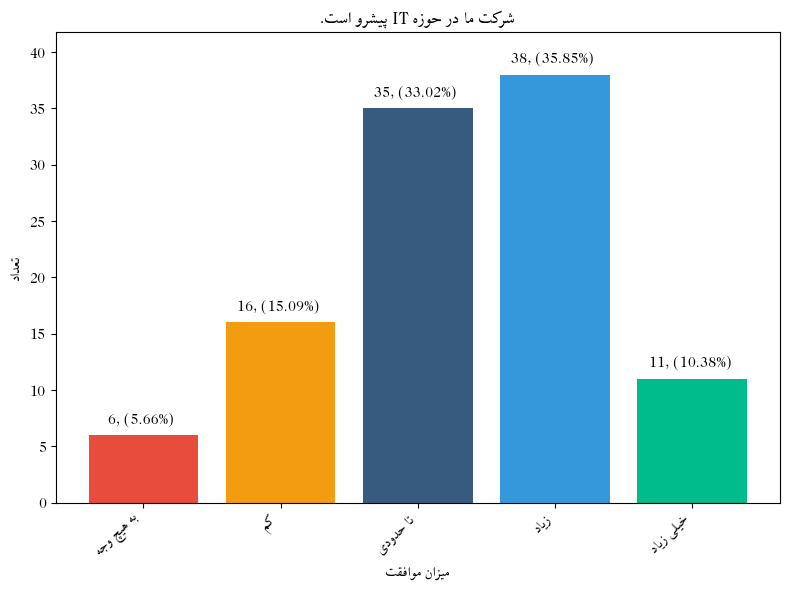 شرکت ما در حوزه IT پیشرو است.
40
35
30
25
20
15
10
5
0
تعداد
6, (5.66%)
16, (15.09%)
35, (33.02%)
38, (35.85%)
11, (10.38%)
به هیچ وجه
کم
تا حدودی
زیاد
خیلی زیاد
میزان موافقت